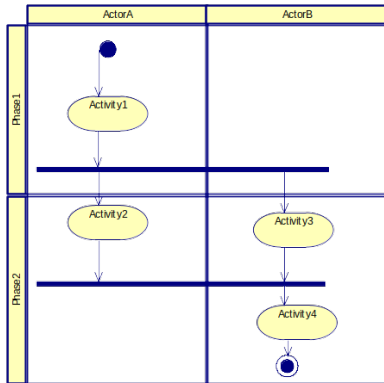 ActorA
ActorB
Phase1
Activity1
Phase2
Activity2
Activity3
Activity4